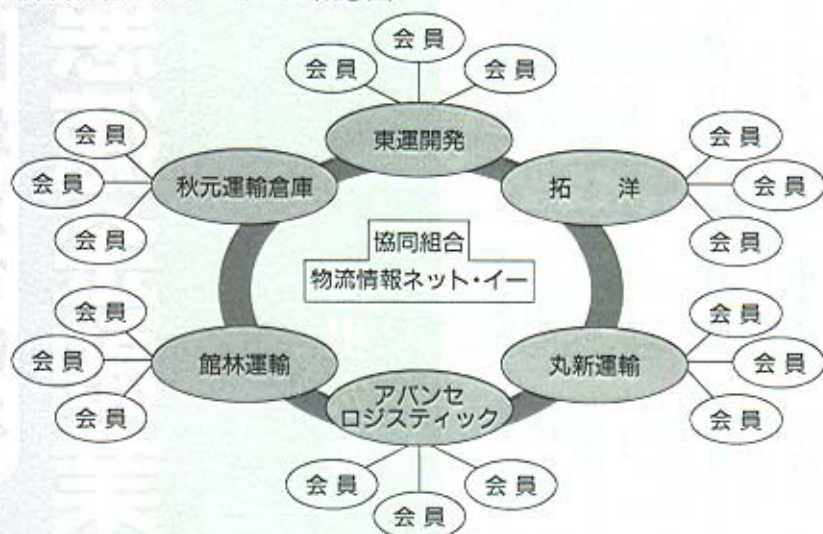 会 員
会 員
会 員
東運開発
会 員
会 員
会 員
秋元運輸倉庫
拓 洋
会 員
会 員
会 員
協同組合
物流情報ネット・イー
会 員
会 員
会 員
館林運輸
丸新運輸
会 員
会 員
会 員
アバンセ
ロジスティック
会 員
会 員
会 員